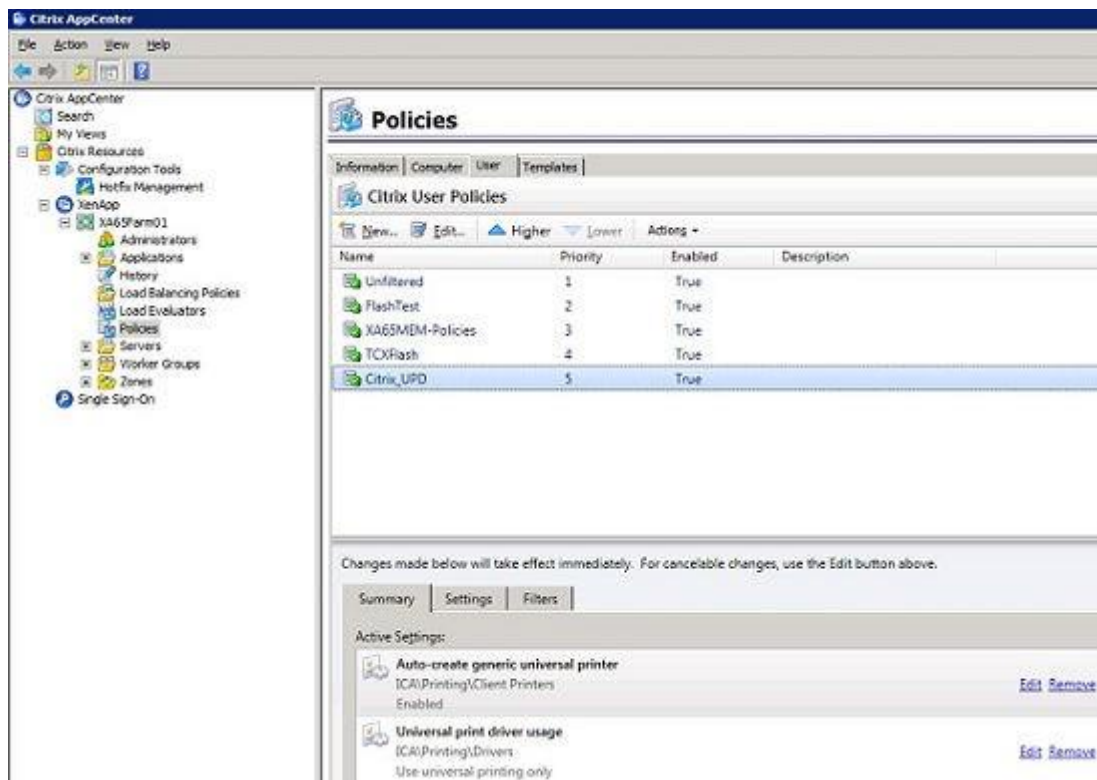 Citrix AppCenter
File Action View Help
Citrix AppCenter
Search
My Views
Citrix Resources
Configuration Tools
Hotfix Management
XenApp
XA65Farm01
Administrators
Applications
History
Load Balancing Policies
Load Evaluators
Policies
Servers
Worker Groups
Zones
Single Sign-On
Policies
Information Computer User Templates
Citrix User Policies
New... Edit... Higher Lower Actions
Name Priority Enabled Description
Unfiltered 1 True
FlashTest 2 True
XA65MEM-Policies 3 True
TCXFlash 4 True
Citrix_UPD 5 True
Changes made below will take effect immediately. For cancelable changes, use the Edit button above.
Summary Settings Filters
Active Settings:
Auto-create generic universal printer
ICA\Printing\Client Printers Edit Remove
Enabled
Universal print driver usage
ICA\Printing\Drivers Edit Remove
Use universal printing only